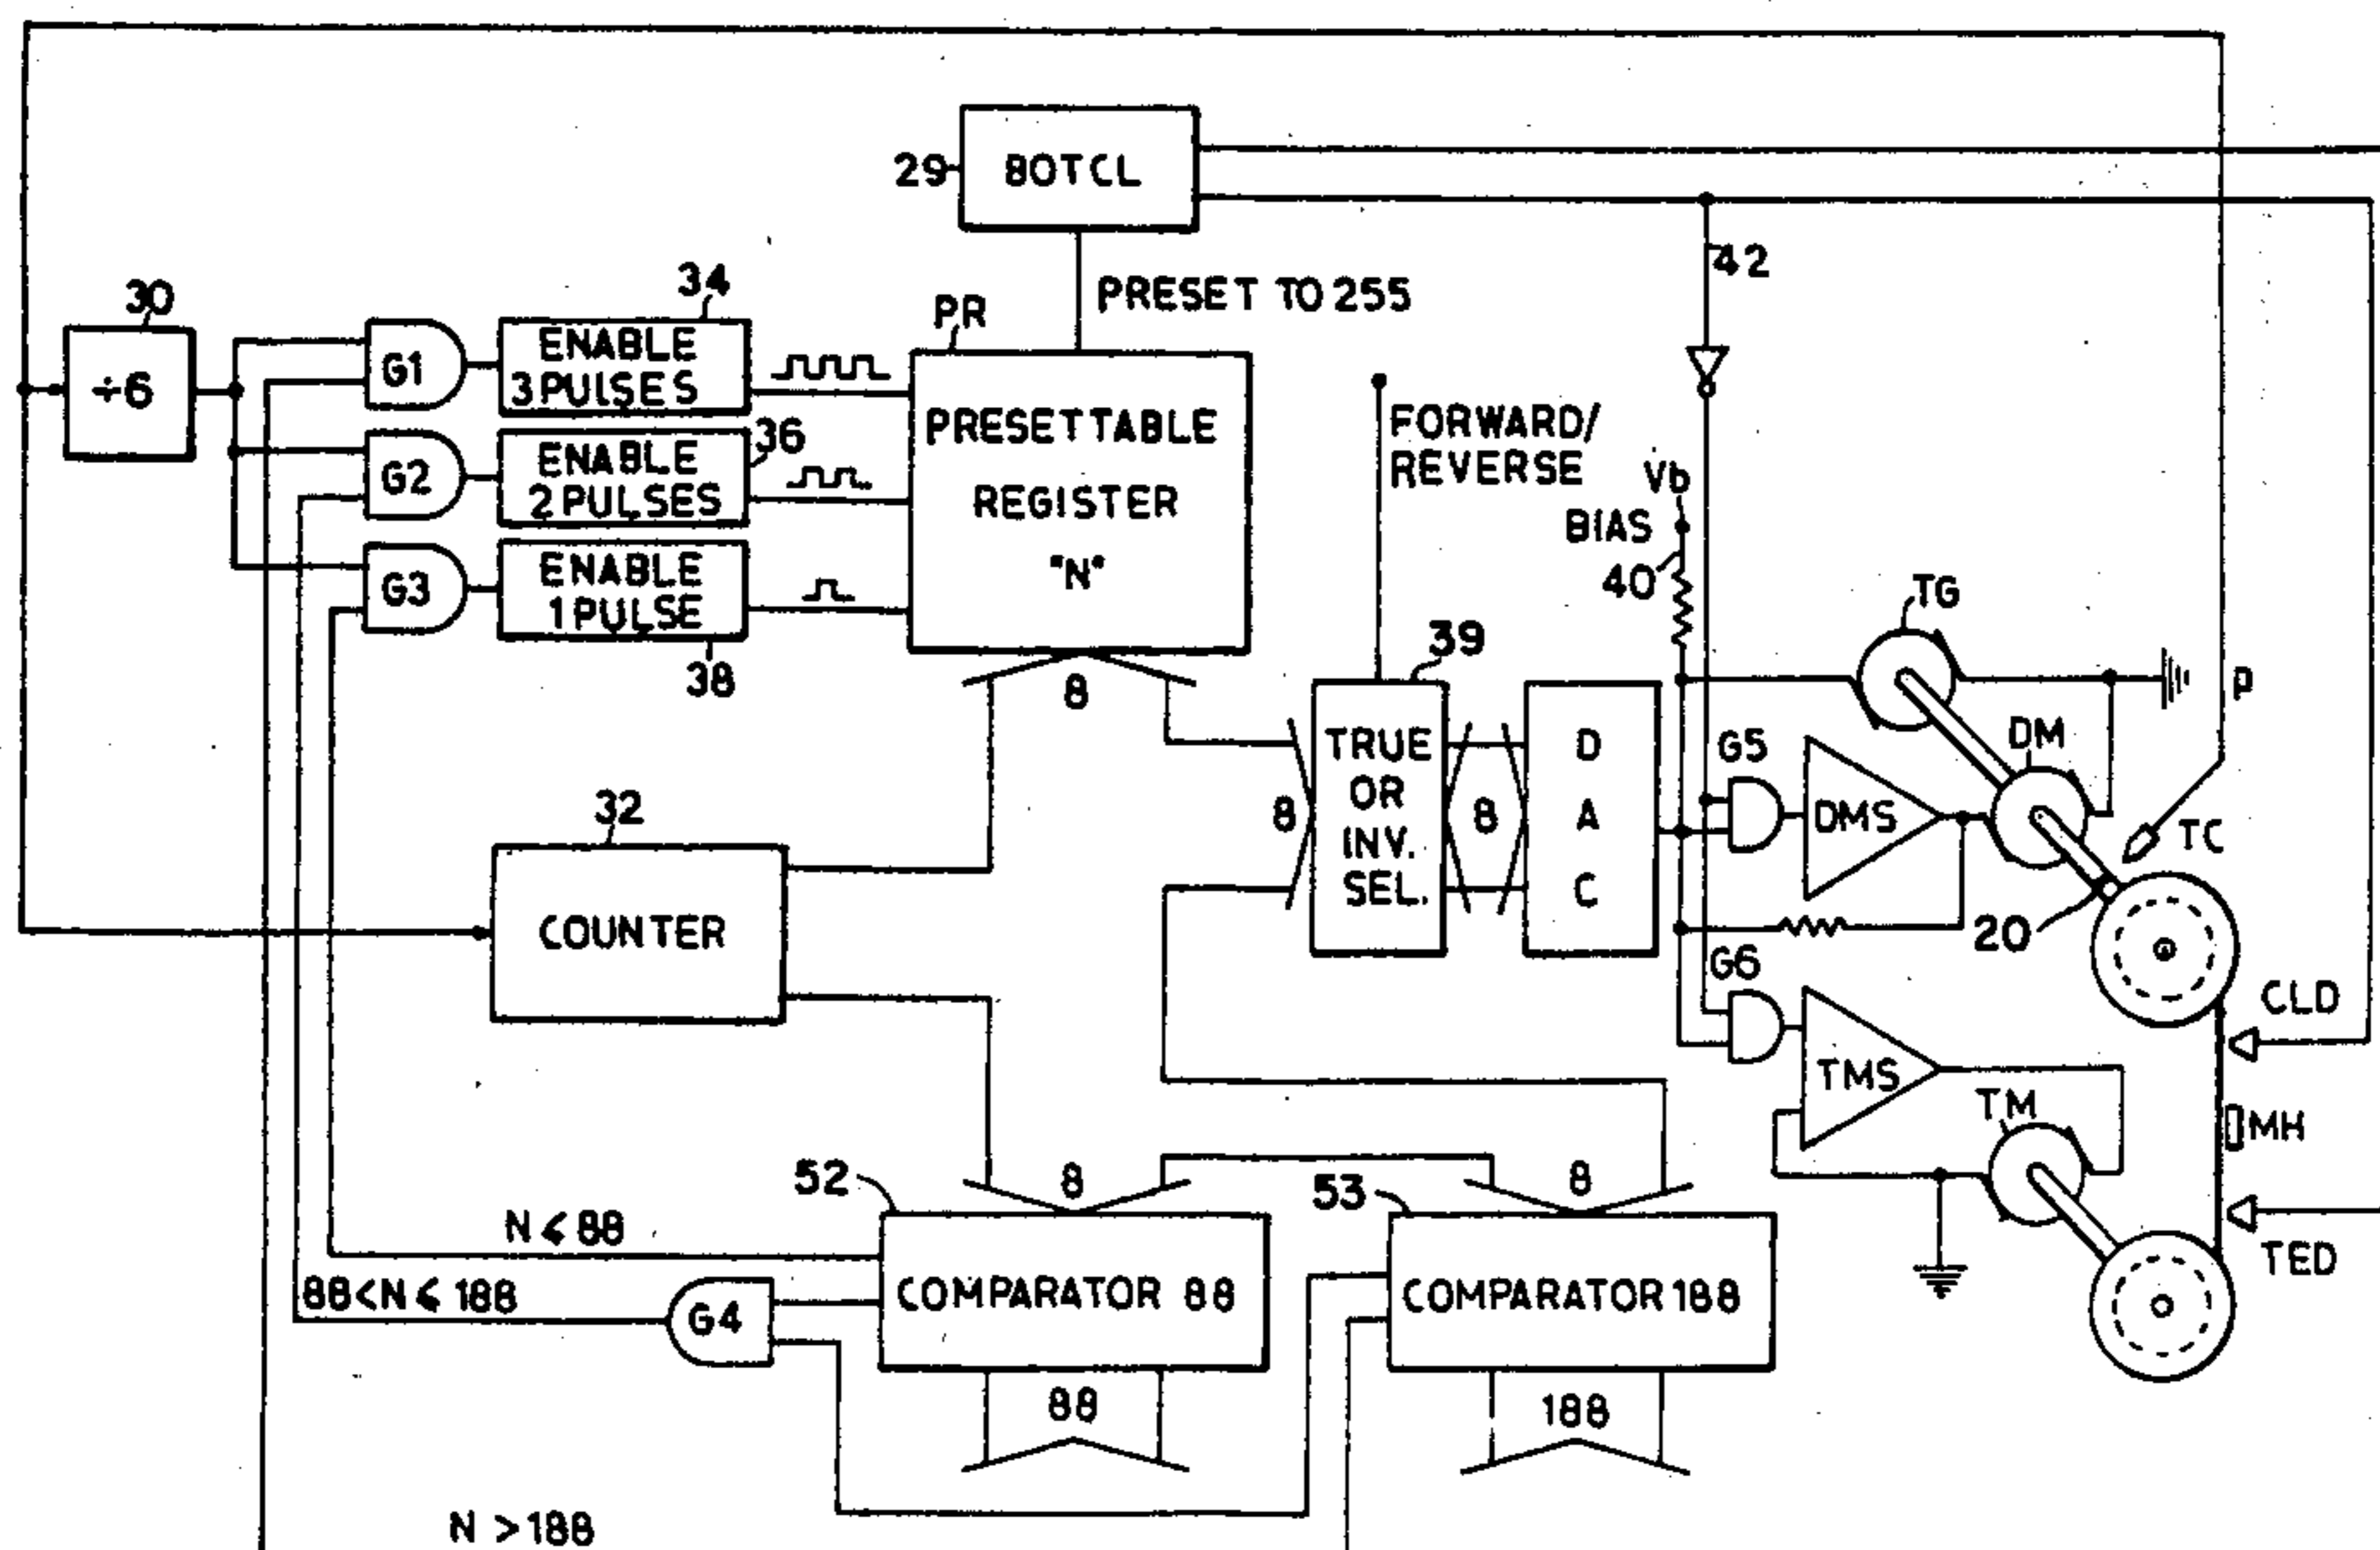 29
BOTCL
42
PRESET TO 255
30
÷6
34
G1
ENABLE
3 PULSES
36
G2
ENABLE
2 PULSES
G3
ENABLE
1 PULSE
38
PR
PRESETTABLE
REGISTER
"N"
8
FORWARD/
REVERSE
Vb
BIAS
40
39
8
TRUE
OR
INV.
SEL.
8
D
A
C
TG
P
G5
DMS
DM
TC
20
G6
TMS
TM
CLD
MH
TED
32
COUNTER
52
8
53
8
N ⩽ 88
88<N⩽ 188
G4
COMPARATOR 88
COMPARATOR 188
88
188
N >188